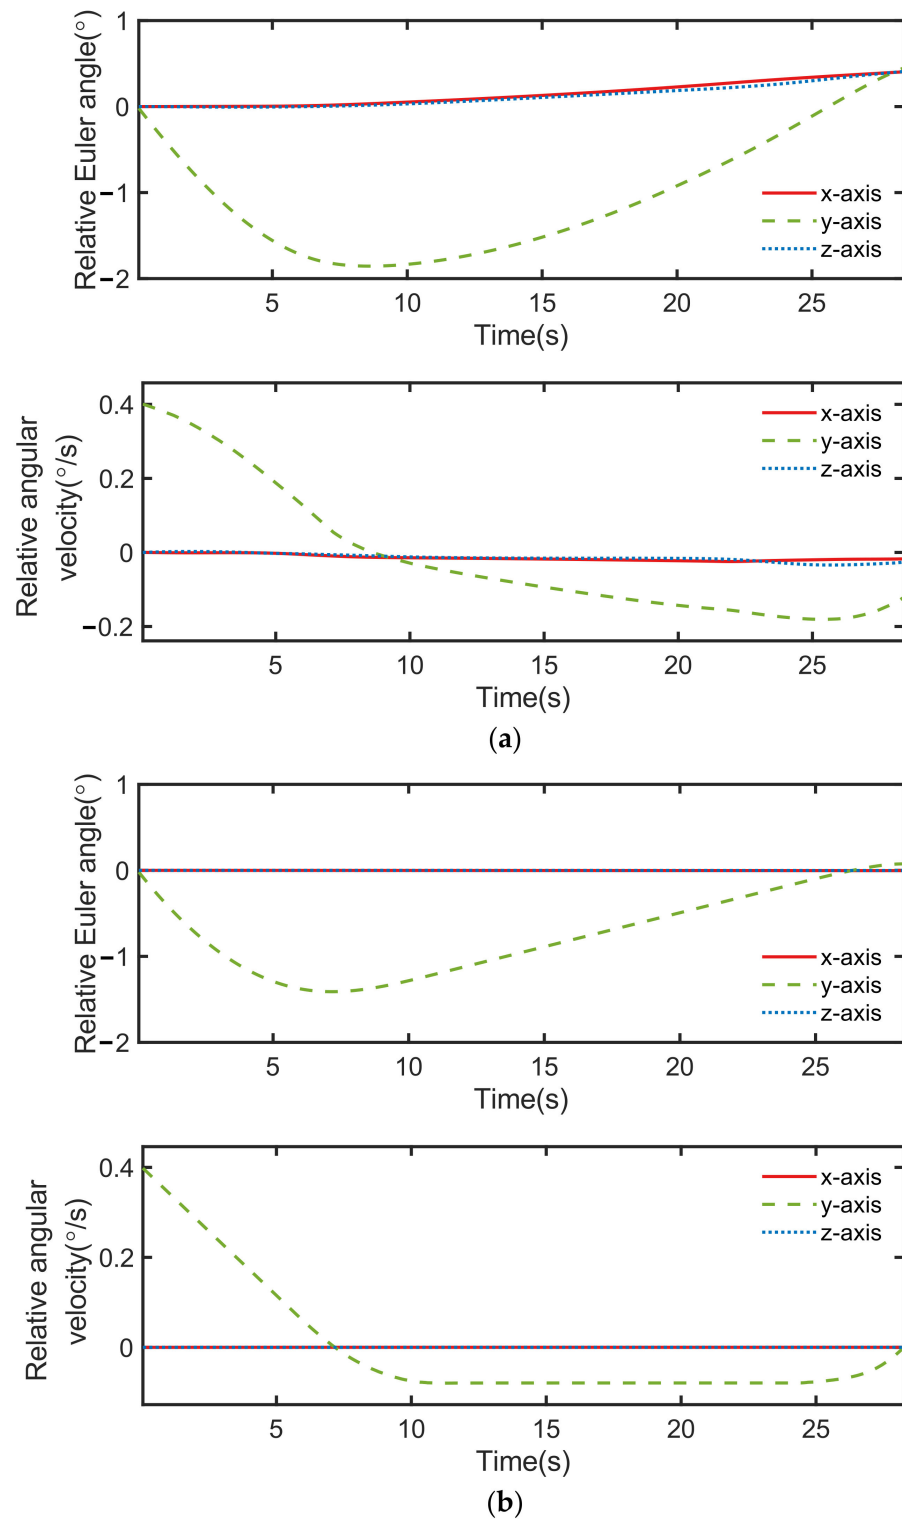 Relative Euler angle(°)
1
0
−1
−2
x-axis
y-axis
z-axis
5 10 15 20 25
Time(s)
Relative angular
velocity(°/s)
0.4
0.2
0
−0.2
x-axis
y-axis
z-axis
5 10 15 20 25
Time(s)
(a)
Relative Euler angle(°)
1
0
−1
−2
x-axis
y-axis
z-axis
5 10 15 20 25
Time(s)
Relative angular
velocity(°/s)
0.4
0.2
0
x-axis
y-axis
z-axis
5 10 15 20 25
Time(s)
(b)